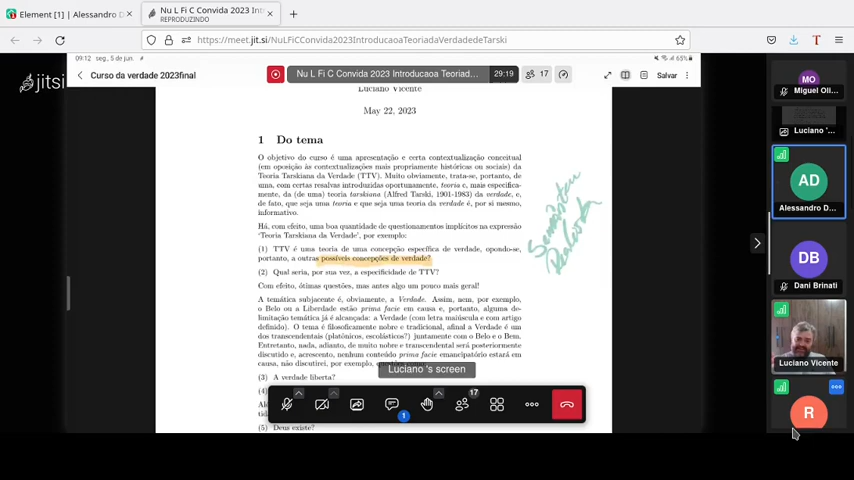 Element [1] | Alessandro D
Nu L Fi C Convida 2023 Int
REPRODUZINDO
https://meet.jit.si/NuLFiCConvida2023IntroducaoaTeoriadaVerdadedeTarski
09:12 seg., 5 de jun.
65%
jitsi
Curso da verdade 2023final
Nu L Fi C Convida 2023 Introducaoa Teoriad...
29:19
17
Salvar
Luciano Vicente
May 22, 2023
1 Do tema
O objetivo do curso é uma apresentação e certa contextualização conceitual
(em oposição às contextualizações mais propriamente históricas ou sociais) da
Teoria Tarskiana da Verdade (TTV). Muito obviamente, trata-se, portanto, de
uma, com certas resalvas introduzidas oportunamente, teoria e, mais especifica-
mente, da (de uma) teoria tarskiana (Alfred Tarski, 1901-1983) da verdade, e,
de fato, que seja uma teoria e que seja uma teoria da verdade é, por si mesmo,
informativo.
Há, com efeito, uma boa quantidade de questionamentos implícitos na expressão
'Teoria Tarskiana da Verdade', por exemplo:
(1) TTV é uma teoria de uma concepção específica de verdade, opondo-se,
portanto, a outras possíveis concepções de verdade?
(2) Qual seria, por sua vez, a especificidade de TTV?
Com efeito, ótimas questões, mas antes algo um pouco mais geral!
A temática subjacente é, obviamente, a Verdade. Assim, nem, por exemplo,
o Belo ou a Liberdade estão prima facie em causa e, portanto, alguma de-
limitação temática já é alcançada: a Verdade (com letra maiúscula e com artigo
definido). O tema é filosoficamente nobre e tradicional, afinal a Verdade é um
dos transcendentais (platônicos, escolísticos?) juntamente com o Belo e o Bem.
Entretanto, nada, adianto, de muito nobre e transcendental será posteriormente
discutido e, acrescento, nenhum conteúdo prima facie emancipatório estará em
causa, não discutirei, por exemplo,
(3) A verdade liberta?
(4)
(5) Deus existe?
Luciano 's screen
17
1
MO
Miguel Oli...
Luciano '...
AD
Alessandro D...
DB
Dani Brinati
Luciano Vicente
R